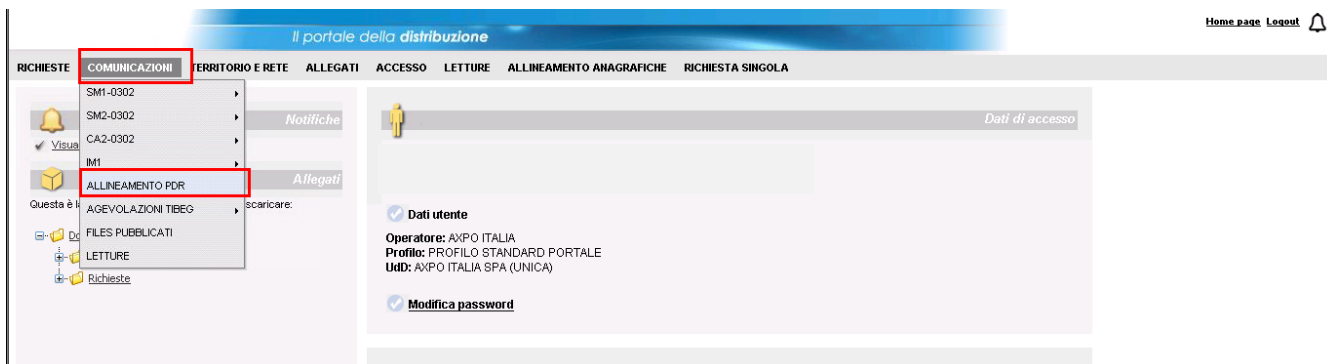 Home page Logout
Il portale della distribuzione
RICHIESTE COMUNICAZIONI TERRITORIO E RETE ALLEGATI ACCESSO LETTURE ALLINEAMENTO ANAGRAFICHE RICHIESTA SINGOLA
SM1-0302
SM2-0302
CA2-0302
IM1
ALLINEAMENTO PDR
AGEVOLAZIONI TIBEG
FILES PUBBLICATI
LETTURE
Notifiche
Allegati
Questa è scaricare:
Richieste
Dati di accesso
Dati utente
Operatore: AXPO ITALIA
Profilo: PROFILO STANDARD PORTALE
UdD: AXPO ITALIA SPA (UNICA)
Modifica password